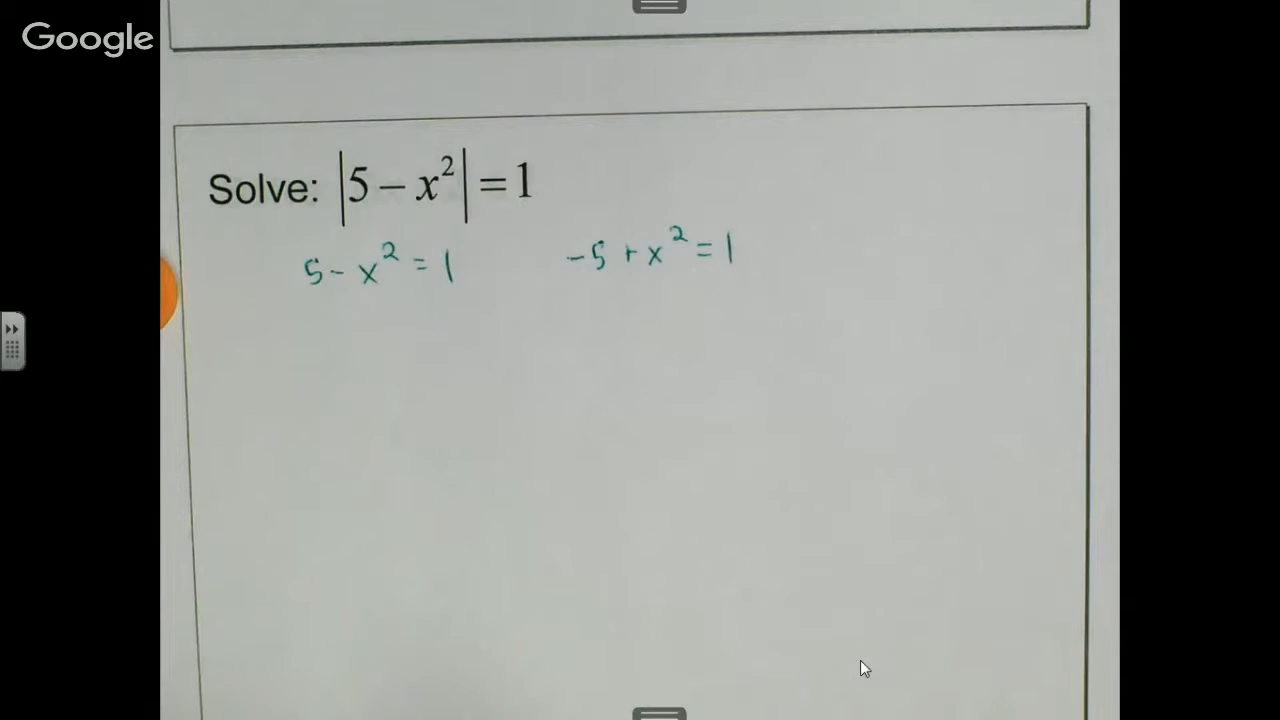 Google
Solve: |5 − x²| = 1
5 - x² = 1
-5 + x² = 1